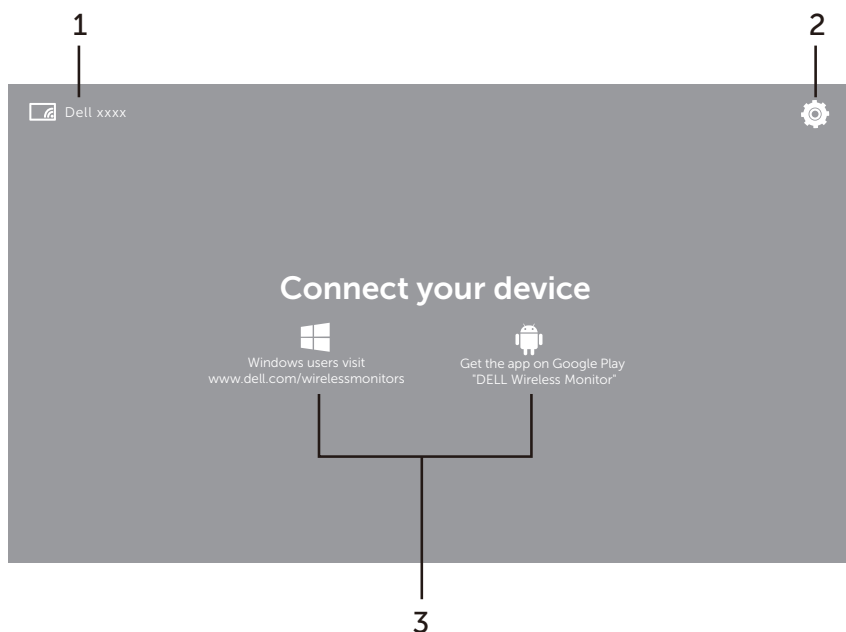 1
2
Dell xxxx
Connect your device
Windows users visit
www.dell.com/wirelessmonitors
Get the app on Google Play
"DELL Wireless Monitor"
3